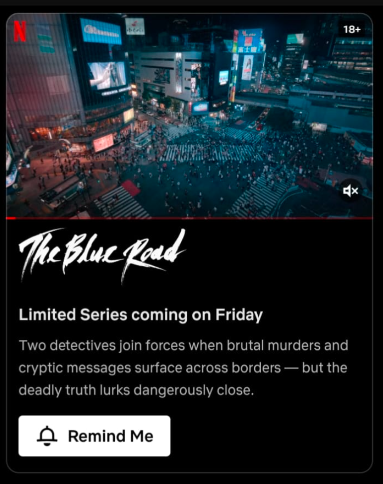 N
18+
The Blue Road
Limited Series coming on Friday
Two detectives join forces when brutal murders and
cryptic messages surface across borders — but the
deadly truth lurks dangerously close.
Remind Me